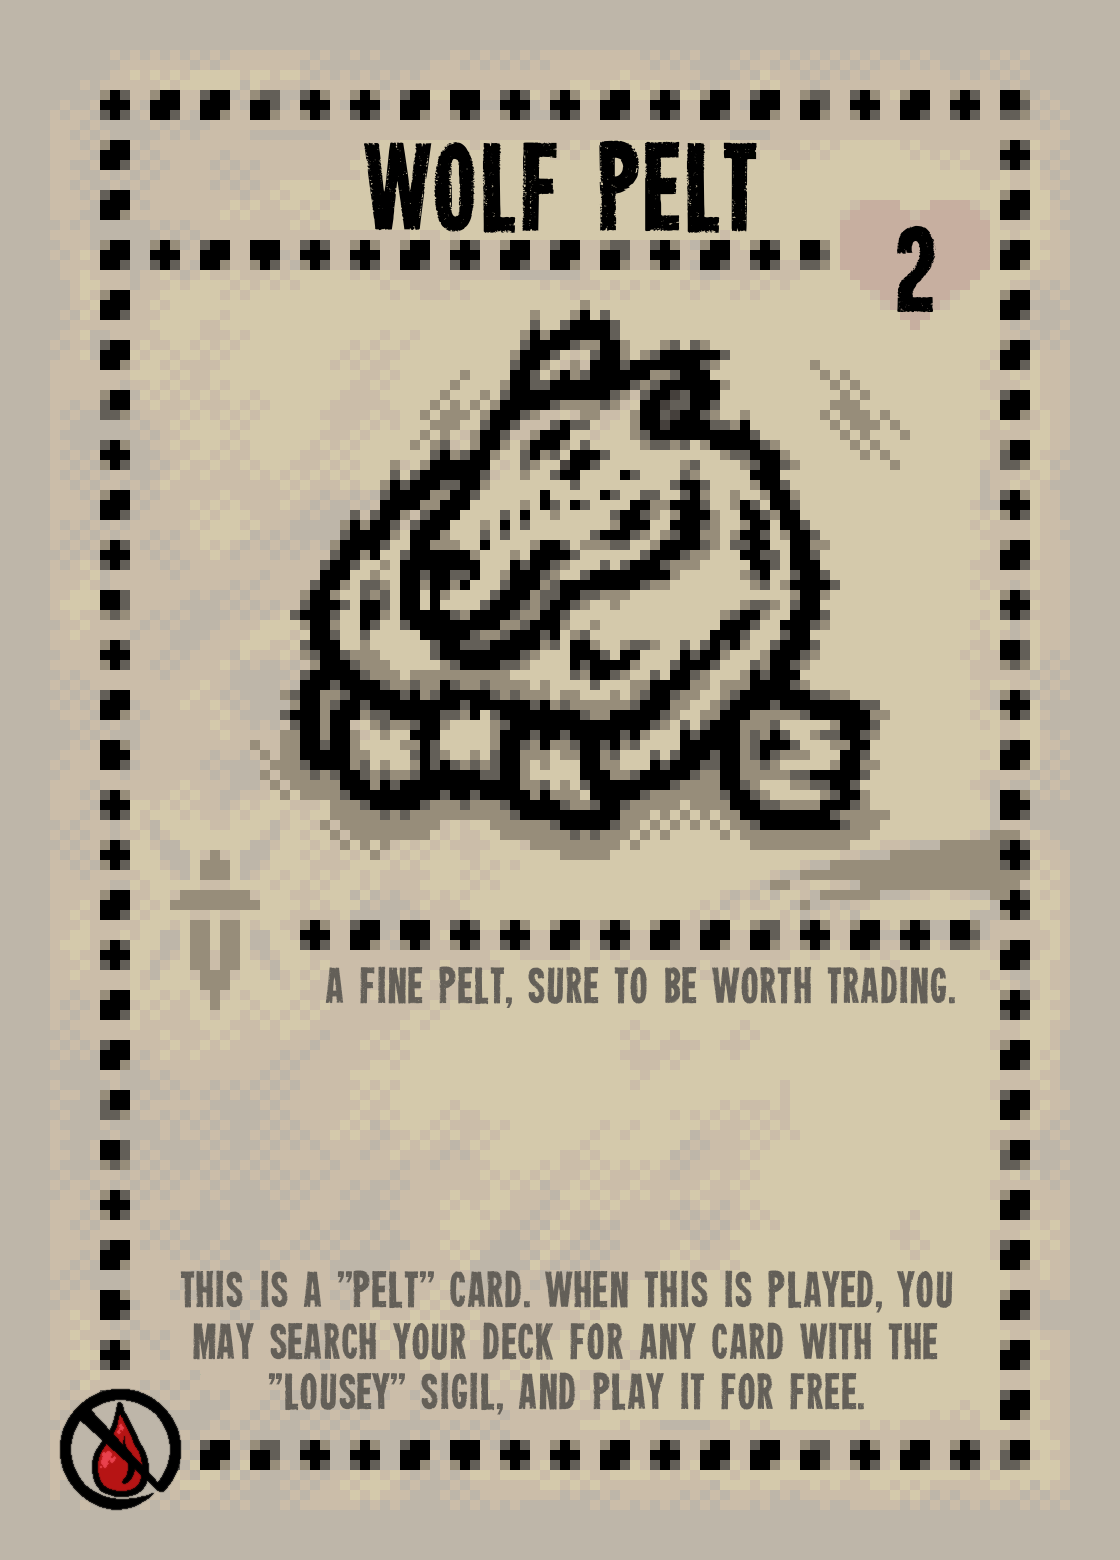 WOLF PELT
2
A FINE PELT, SURE TO BE WORTH TRADING.
THIS IS A ”PELT” CARD. WHEN THIS IS PLAYED, YOU
MAY SEARCH YOUR DECK FOR ANY CARD WITH THE
”LOUSEY” SIGIL, AND PLAY IT FOR FREE.